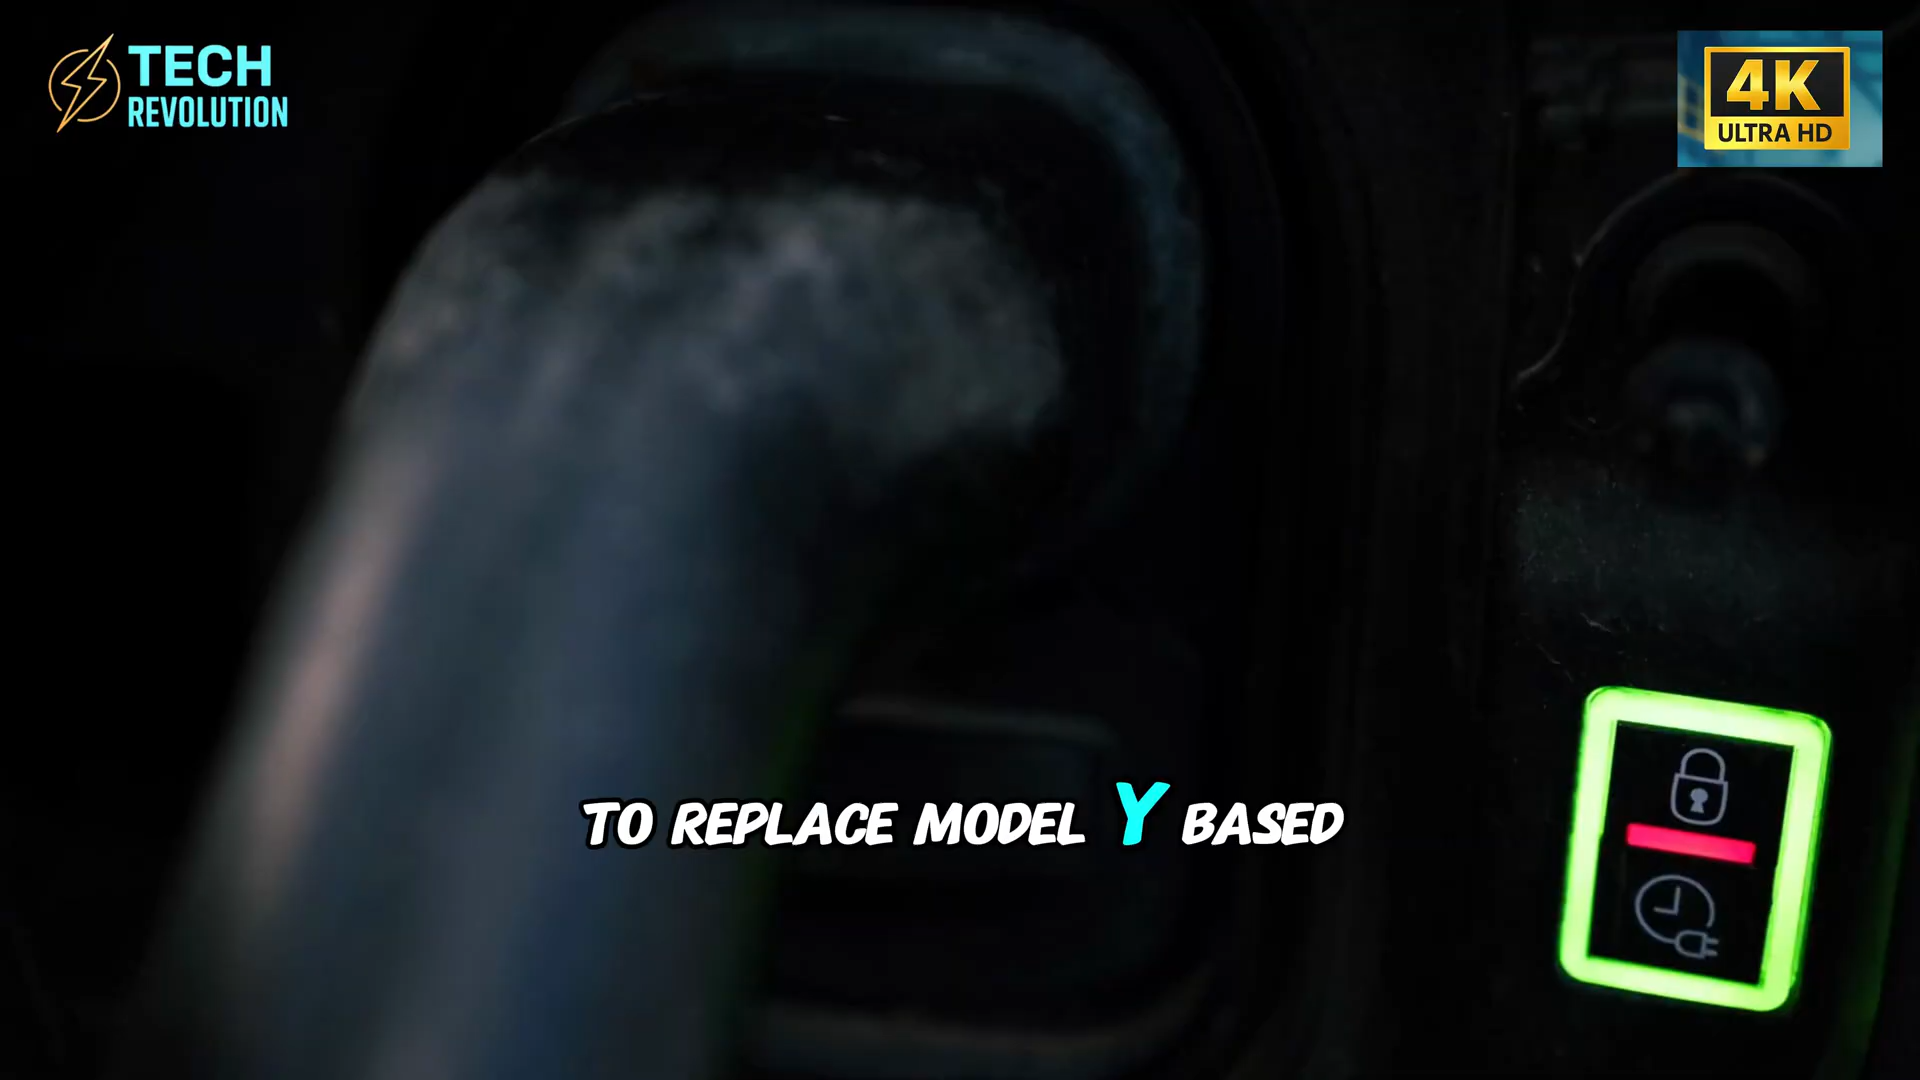 TECH
REVOLUTION
4K
ULTRA HD
TO REPLACE MODEL Y BASED